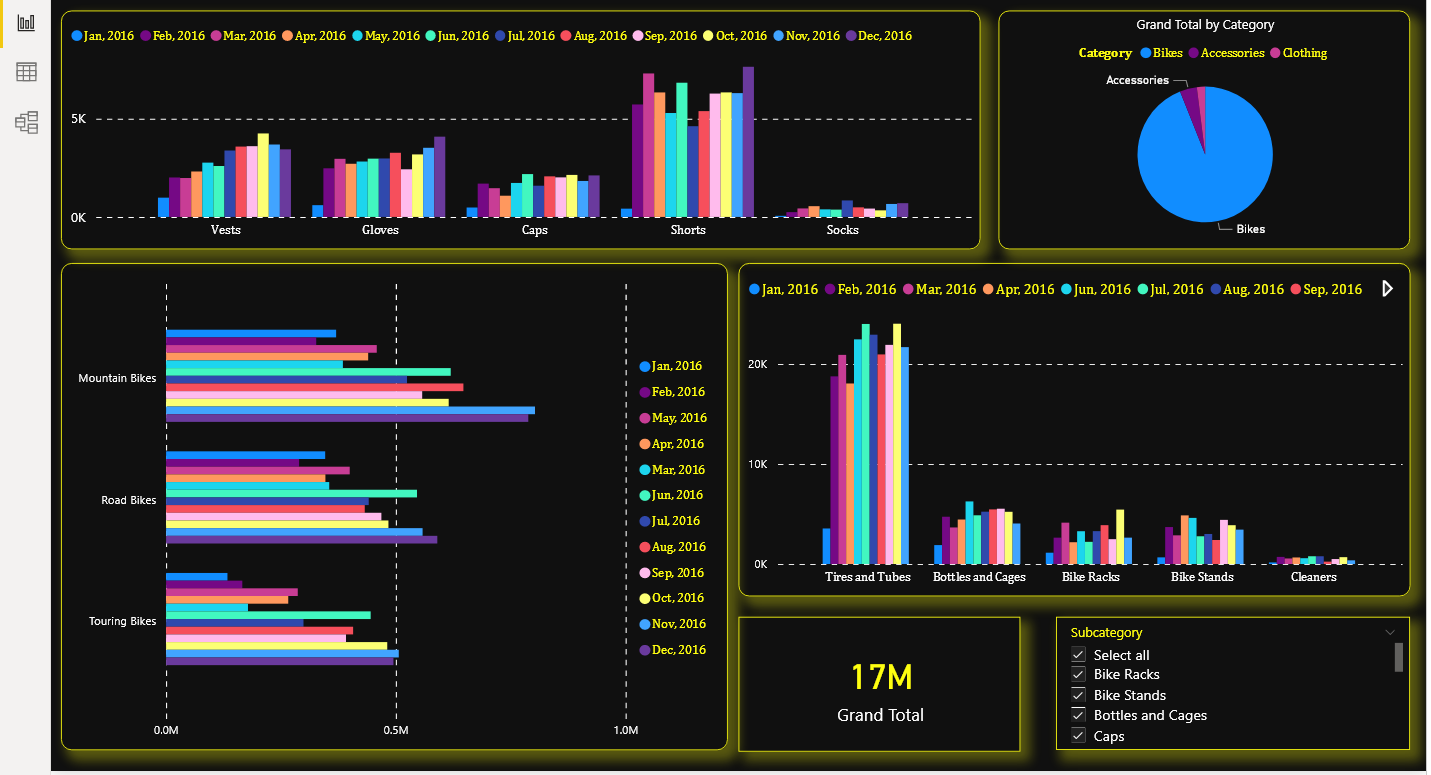 Jan, 2016 Feb, 2016 Mar, 2016 Apr, 2016 May, 2016 Jun, 2016 Jul, 2016 Aug, 2016 Sep, 2016 Oct, 2016 Nov, 2016 Dec, 2016
5K
0K
Vests Gloves Caps Shorts Socks
Grand Total by Category
Category Bikes Accessories Clothing
Accessories
Bikes
Mountain Bikes
Road Bikes
Touring Bikes
0.0M 0.5M 1.0M
Jan, 2016
Feb, 2016
May, 2016
Apr, 2016
Mar, 2016
Jun, 2016
Jul, 2016
Aug, 2016
Sep, 2016
Oct, 2016
Nov, 2016
Dec, 2016
Jan, 2016 Feb, 2016 Mar, 2016 Apr, 2016 Jun, 2016 Jul, 2016 Aug, 2016 Sep, 2016
20K
10K
0K
Tires and Tubes Bottles and Cages Bike Racks Bike Stands Cleaners
17M
Grand Total
Subcategory
Select all
Bike Racks
Bike Stands
Bottles and Cages
Caps